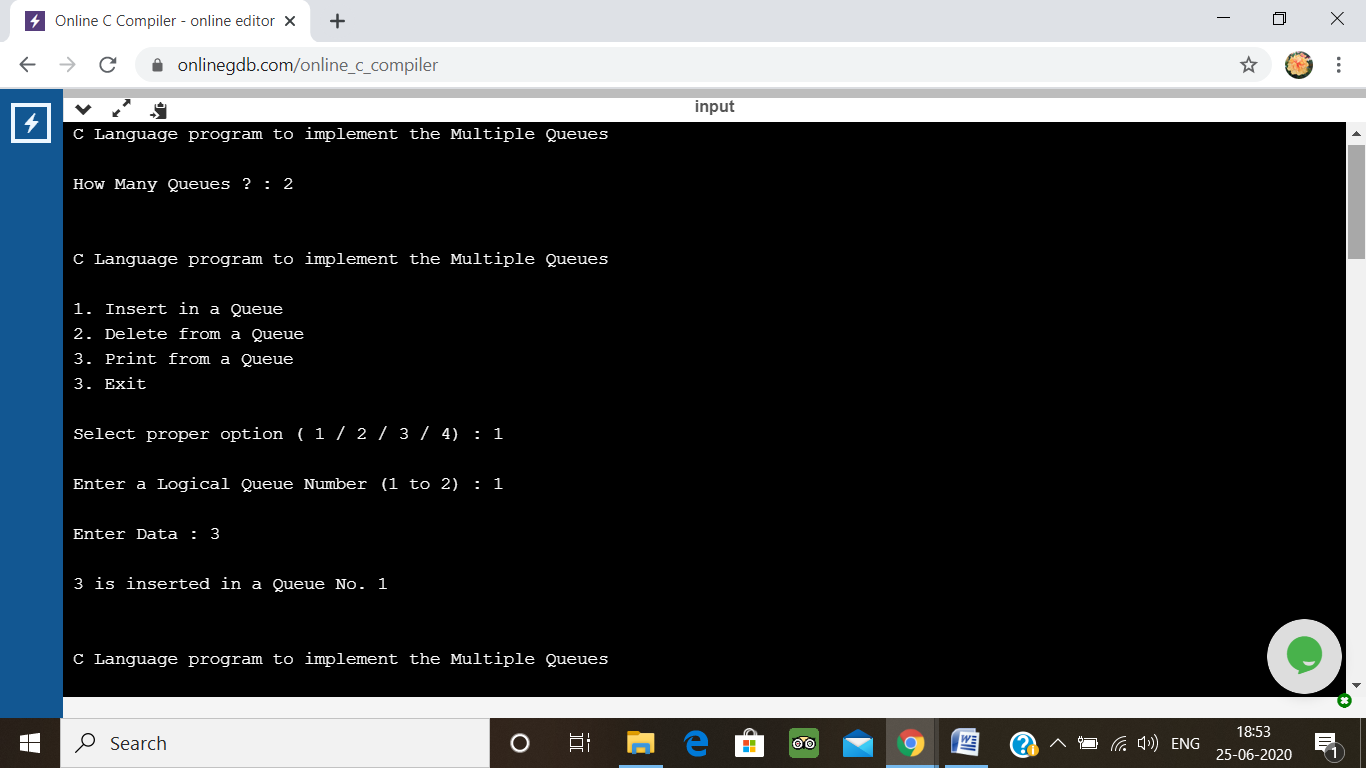 Online C Compiler - online editor
onlinegdb.com/online_c_compiler
input
C Language program to implement the Multiple Queues
How Many Queues ? : 2
C Language program to implement the Multiple Queues
1. Insert in a Queue
2. Delete from a Queue
3. Print from a Queue
3. Exit
Select proper option ( 1 / 2 / 3 / 4) : 1
Enter a Logical Queue Number (1 to 2) : 1
Enter Data : 3
3 is inserted in a Queue No. 1
C Language program to implement the Multiple Queues
Search
ENG
18:53
25-06-2020
1